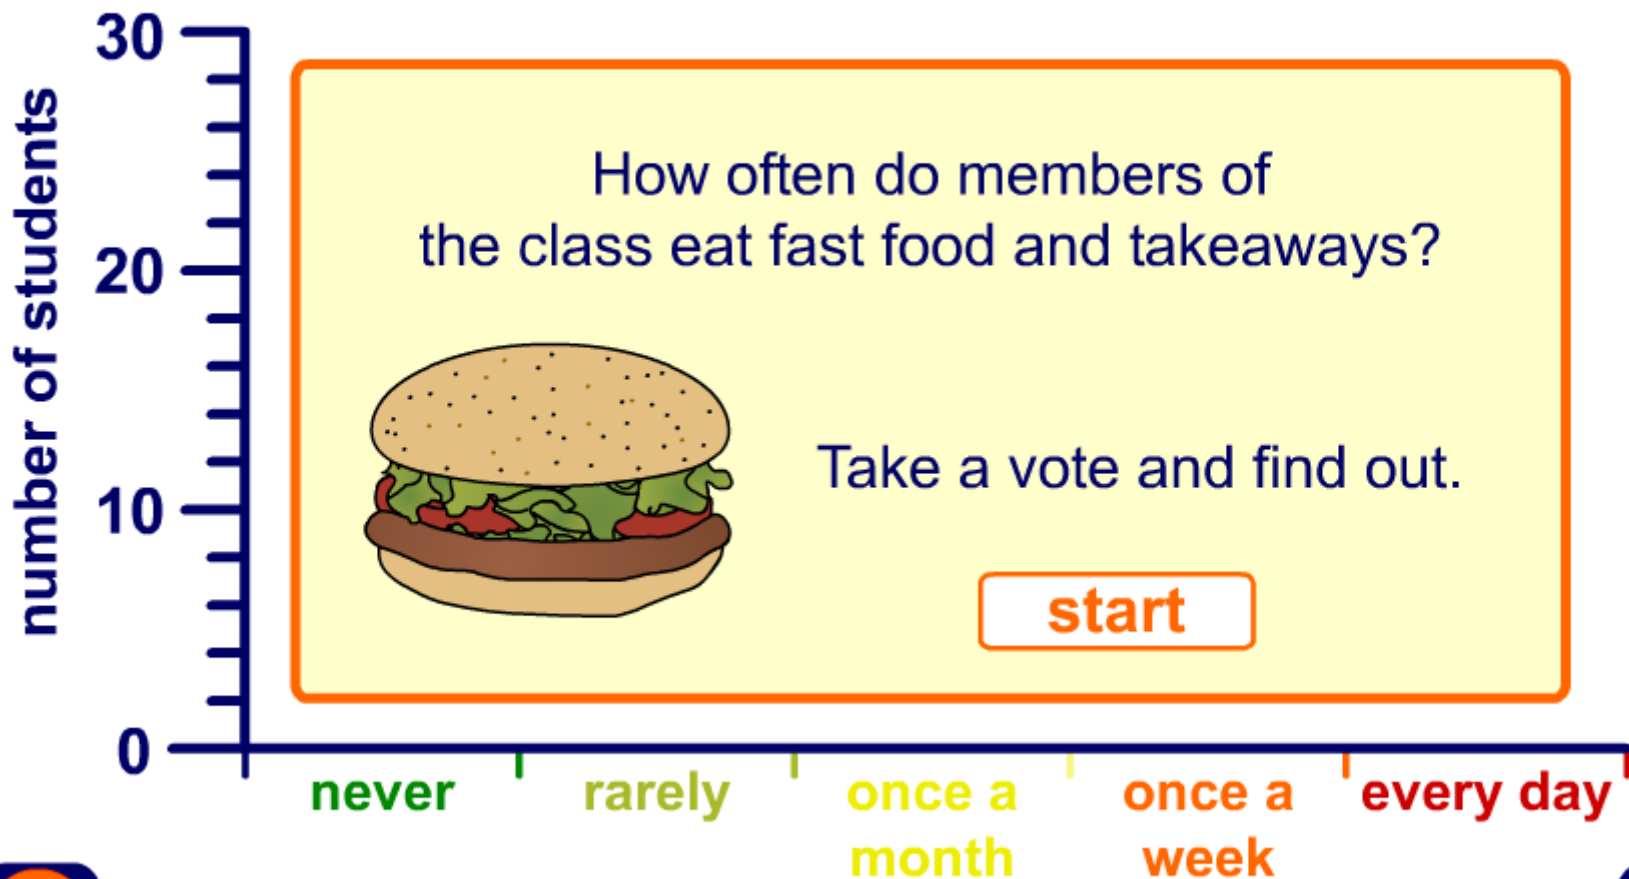 30
20
10
0
number of students
How often do members of
the class eat fast food and takeaways?
Take a vote and find out.
start
never
rarely
once a
month
once a
week
every day